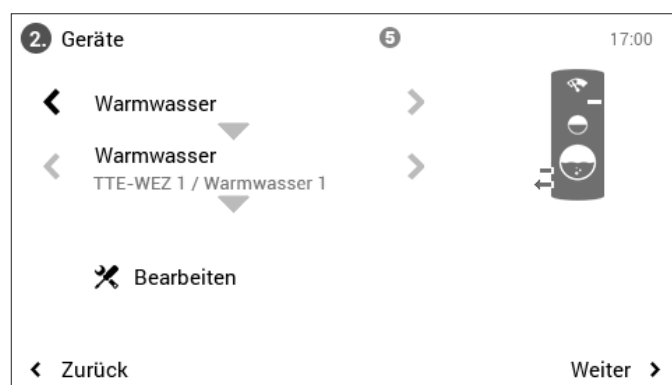 2. Geräte 5 17:00
Warmwasser
Warmwasser
TTE-WEZ 1 / Warmwasser 1
Bearbeiten
Zurück Weiter